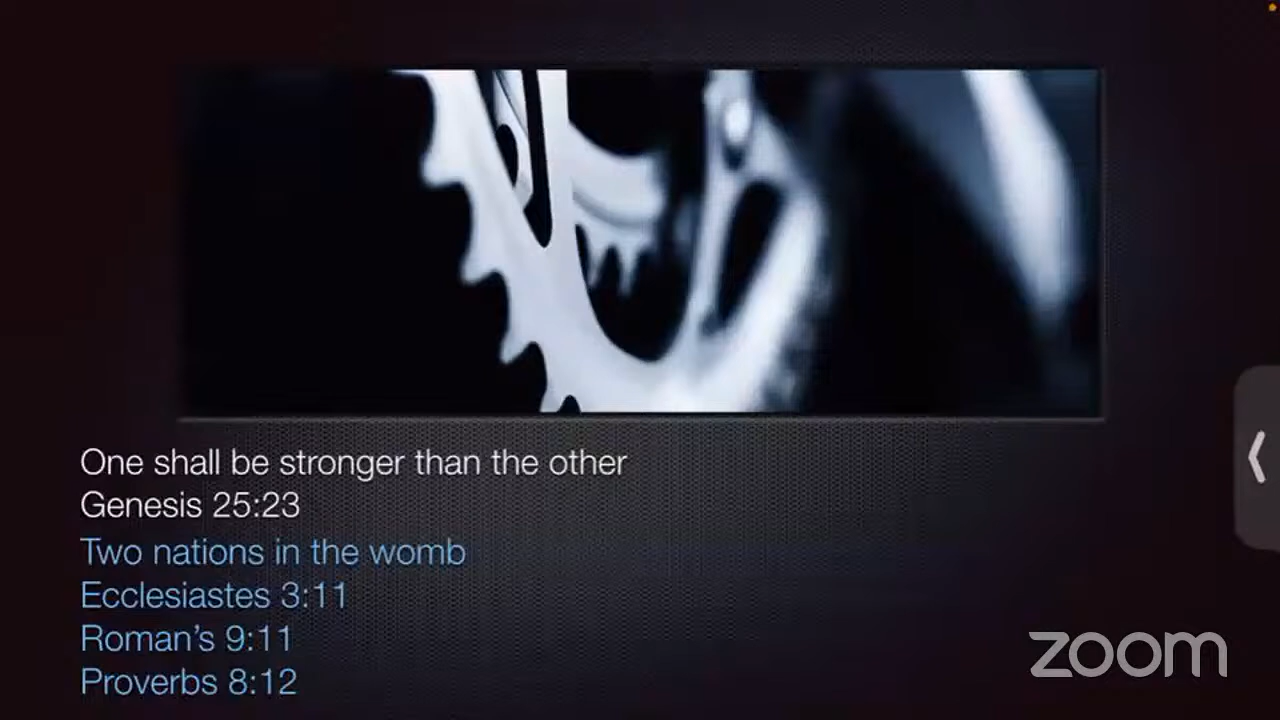 One shall be stronger than the other
Genesis 25:23
Two nations in the womb
Ecclesiastes 3:11
Roman's 9:11
Proverbs 8:12
zoom